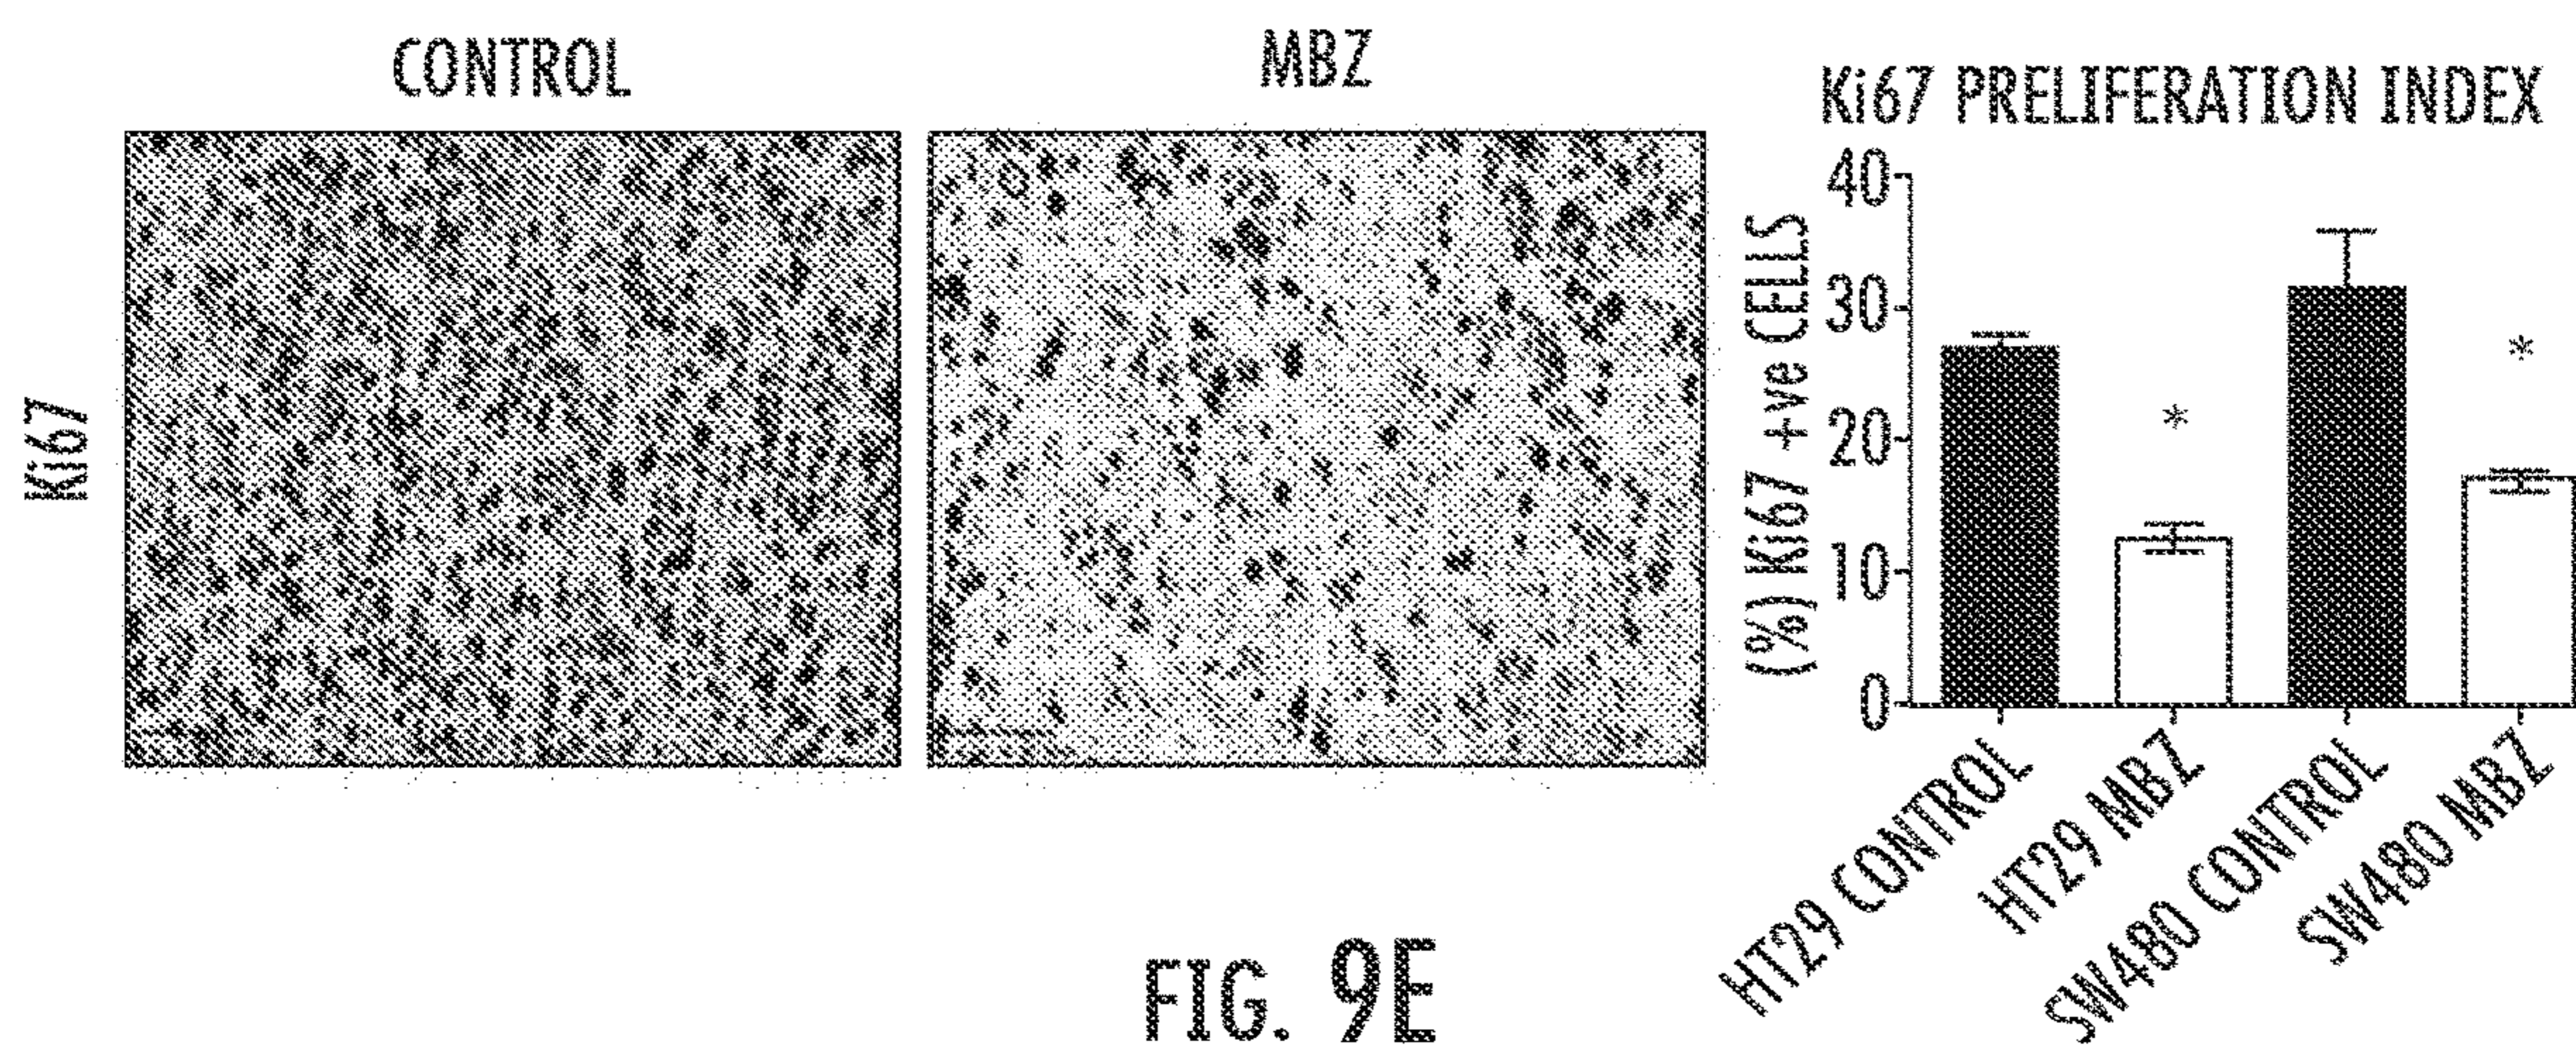 CONTROL
MBZ
Ki67
Ki67 PRELIFERATION INDEX
(%) Ki67 +ve CELLS
40
30
20
10
0
*
*
HT29 CONTROL
HT29 MBZ
SW480 CONTROL
SW480 MBZ
FIG. 9E